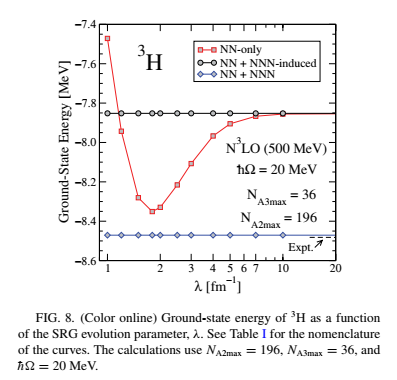 -7.4
-7.6
-7.8
-8.0
-8.2
-8.4
-8.6
Ground-State Energy [MeV]
³H
NN-only
NN + NNN-induced
NN + NNN
N³LO (500 MeV)
ħΩ = 20 MeV
N_A3max = 36
N_A2max = 196
Expt.
1 2 3 4 5 6 7 10 20
λ [fm⁻¹]
FIG. 8. (Color online) Ground-state energy of ³H as a function
of the SRG evolution parameter, λ. See Table I for the nomenclature
of the curves. The calculations use N_A2max = 196, N_A3max = 36, and
ħΩ = 20 MeV.